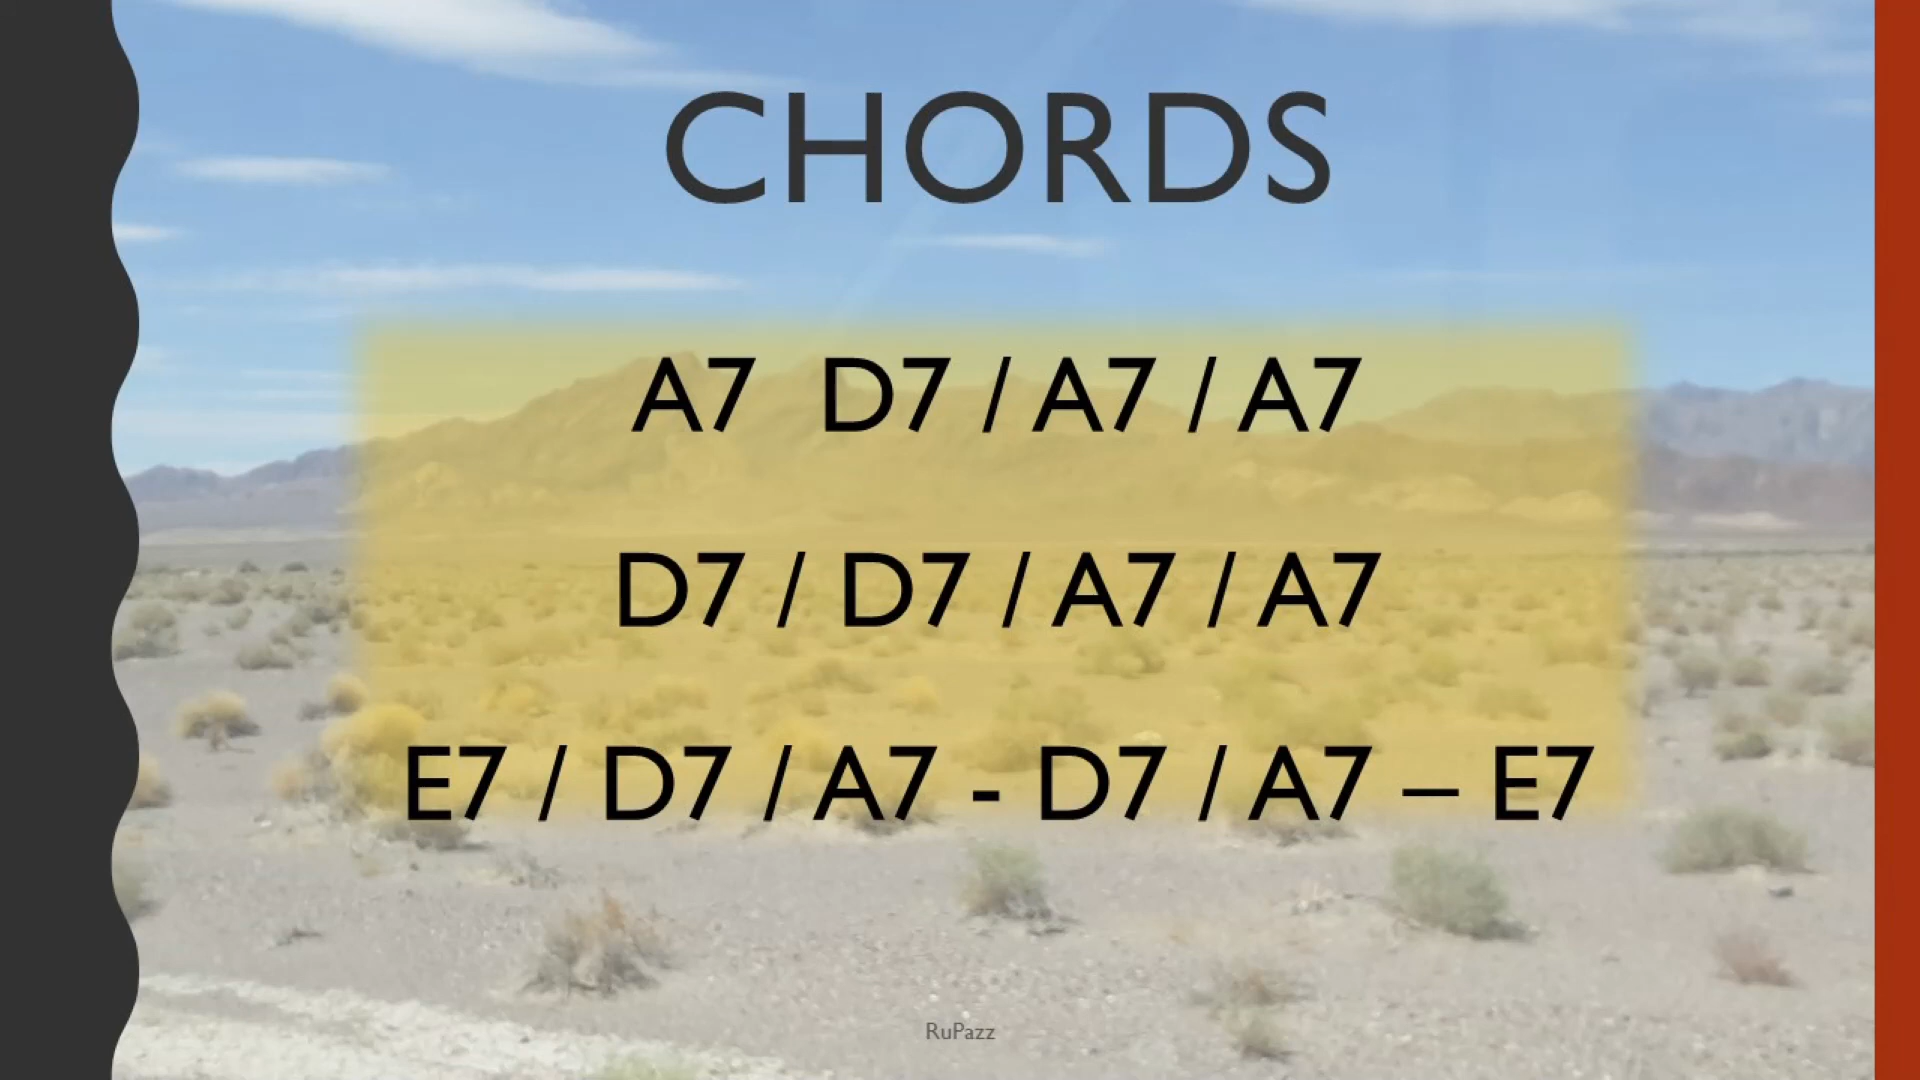 CHORDS
A7 D7 / A7 / A7
D7 / D7 / A7 / A7
E7 / D7 / A7 - D7 / A7 – E7
RuPazz